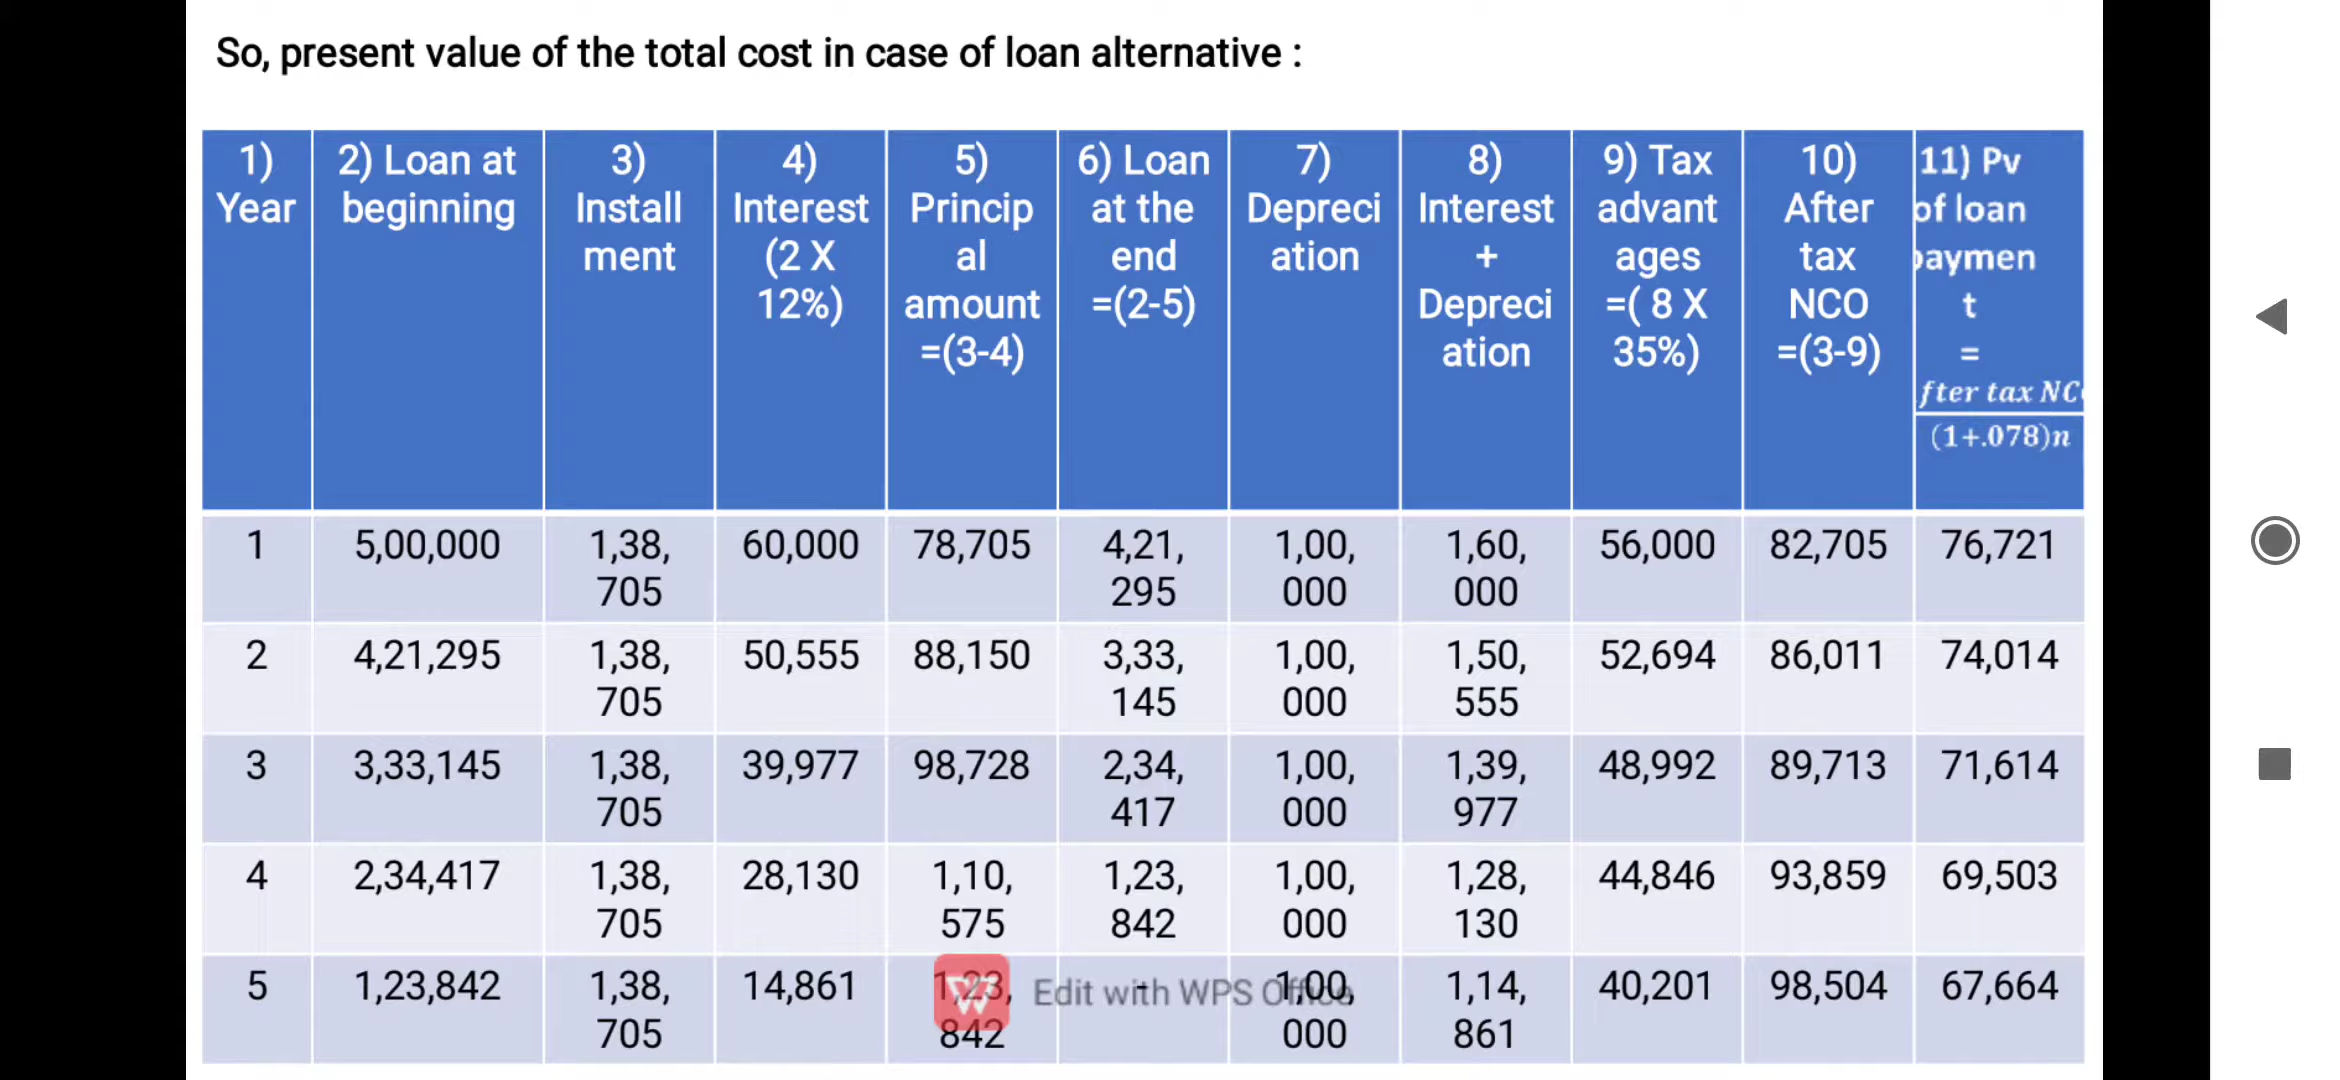 So, present value of the total cost in case of loan alternative :
1)
Year
2) Loan at
beginning
3)
Install
ment
4)
Interest
(2 X
12%)
5)
Princip
al
amount
=(3-4)
6) Loan
at the
end
=(2-5)
7)
Depreci
ation
8)
Interest
+
Depreci
ation
9) Tax
advant
ages
=( 8 X
35%)
10)
After
tax
NCO
=(3-9)
11) Pv
of loan
paymen
t
=
fter tax NC
(1+.078)n
1
5,00,000
1,38,
705
60,000
78,705
4,21,
295
1,00,
000
1,60,
000
56,000
82,705
76,721
2
4,21,295
1,38,
705
50,555
88,150
3,33,
145
1,00,
000
1,50,
555
52,694
86,011
74,014
3
3,33,145
1,38,
705
39,977
98,728
2,34,
417
1,00,
000
1,39,
977
48,992
89,713
71,614
4
2,34,417
1,38,
705
28,130
1,10,
575
1,23,
842
1,00,
000
1,28,
130
44,846
93,859
69,503
5
1,23,842
1,38,
705
14,861
1,23,
842
-
1,00,
000
1,14,
861
40,201
98,504
67,664
Edit with WPS Office